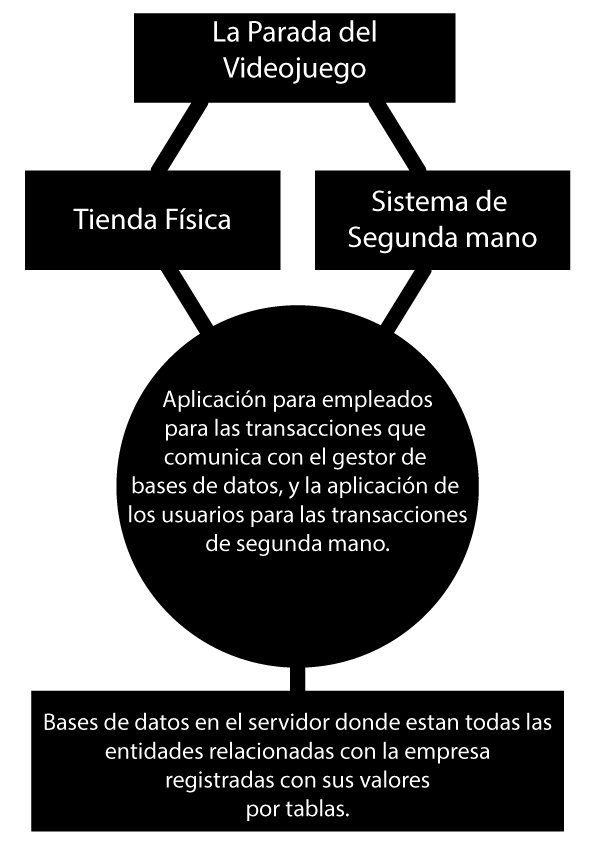 La Parada del
Videojuego
Tienda Física
Sistema de
Segunda mano
Aplicación para empleados
para las transacciones que
comunica con el gestor de
bases de datos, y la aplicación de
los usuarios para las transacciones
de segunda mano.
Bases de datos en el servidor donde estan todas las
entidades relacionadas con la empresa
registradas con sus valores
por tablas.